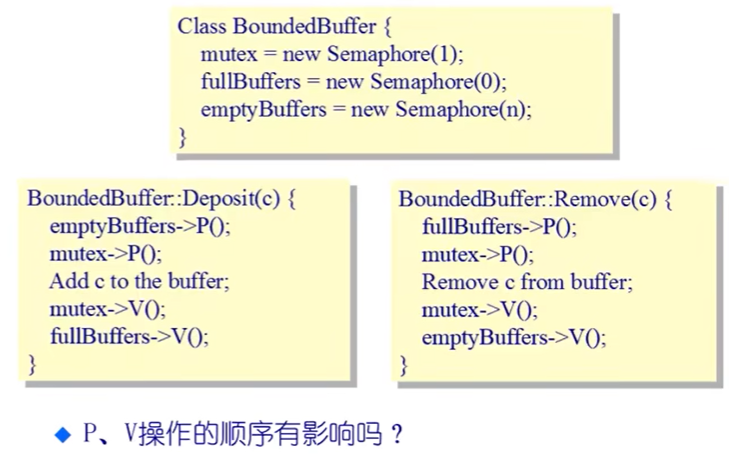 Class BoundedBuffer {
mutex = new Semaphore(1);
fullBuffers = new Semaphore(0);
emptyBuffers = new Semaphore(n);
}
BoundedBuffer::Deposit(c) {
emptyBuffers->P();
mutex->P();
Add c to the buffer;
mutex->V();
fullBuffers->V();
}
BoundedBuffer::Remove(c) {
fullBuffers->P();
mutex->P();
Remove c from buffer;
mutex->V();
emptyBuffers->V();
}
P、V操作的顺序有影响吗？